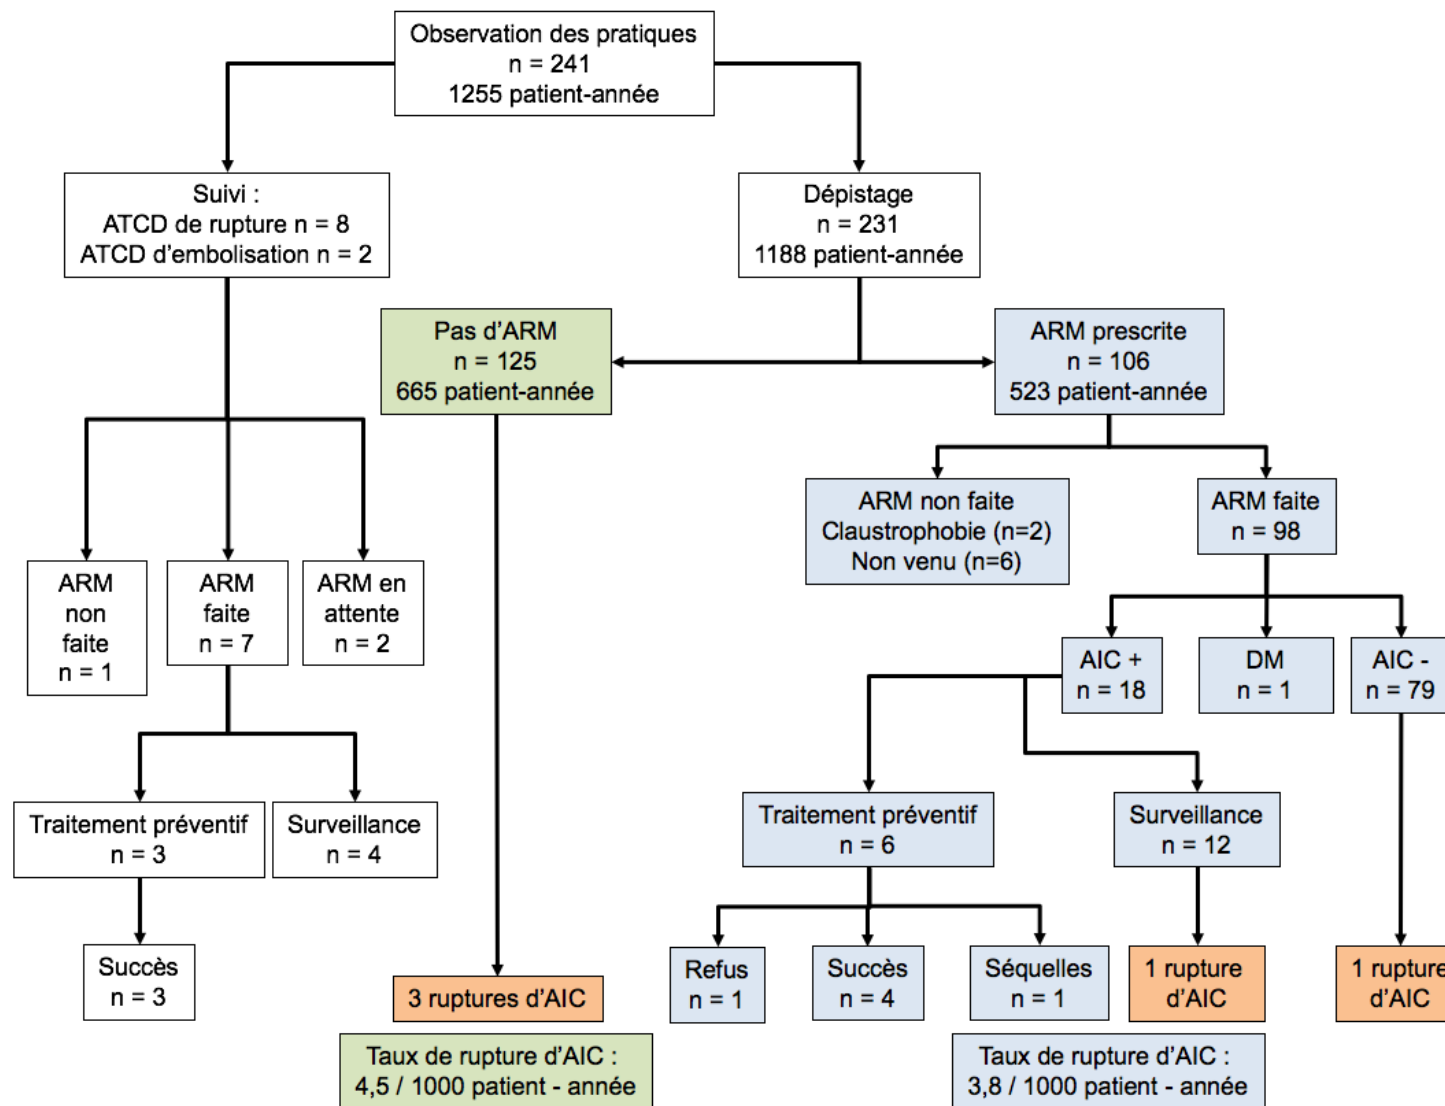 Observation des pratiques
n = 241
1255 patient-année
Suivi :
ATCD de rupture n = 8
ATCD d'embolisation n = 2
Dépistage
n = 231
1188 patient-année
Pas d'ARM
n = 125
665 patient-année
ARM prescrite
n = 106
523 patient-année
ARM non faite
Claustrophobie (n=2)
Non venu (n=6)
ARM faite
n = 98
ARM
non
faite
n = 1
ARM
faite
n = 7
ARM en
attente
n = 2
AIC +
n = 18
DM
n = 1
AIC -
n = 79
Traitement préventif
n = 3
Surveillance
n = 4
Traitement préventif
n = 6
Surveillance
n = 12
Succès
n = 3
3 ruptures d'AIC
Refus
n = 1
Succès
n = 4
Séquelles
n = 1
1 rupture
d'AIC
1 rupture
d'AIC
Taux de rupture d'AIC :
4,5 / 1000 patient - année
Taux de rupture d'AIC :
3,8 / 1000 patient - année